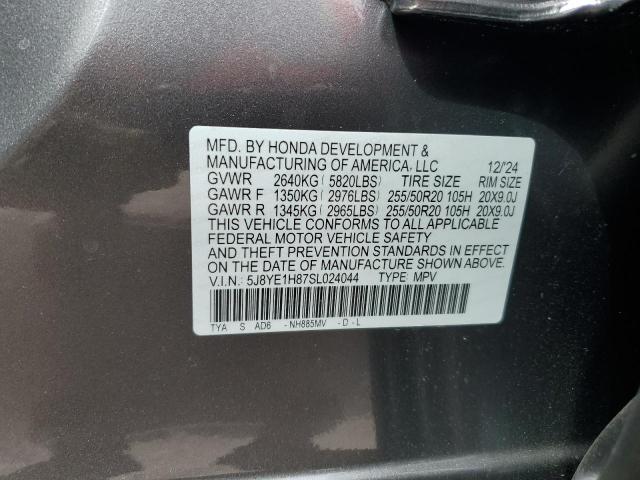 MFD. BY HONDA DEVELOPMENT &
MANUFACTURING OF AMERICA, LLC 12/'24
GVWR 2640KG ( 5820LBS) TIRE SIZE RIM SIZE
GAWR F 1350KG ( 2976LBS) 255/50R20 105H 20X9.0J
GAWR R 1345KG ( 2965LBS) 255/50R20 105H 20X9.0J
THIS VEHICLE CONFORMS TO ALL APPLICABLE
FEDERAL MOTOR VEHICLE SAFETY
AND THEFT PREVENTION STANDARDS IN EFFECT ON THE
DATE OF MANUFACTURE SHOWN ABOVE.
V.I.N.: 5J8YE1H87SL024044 TYPE: MPV
TYA S AD6 -NH885MV -D-L